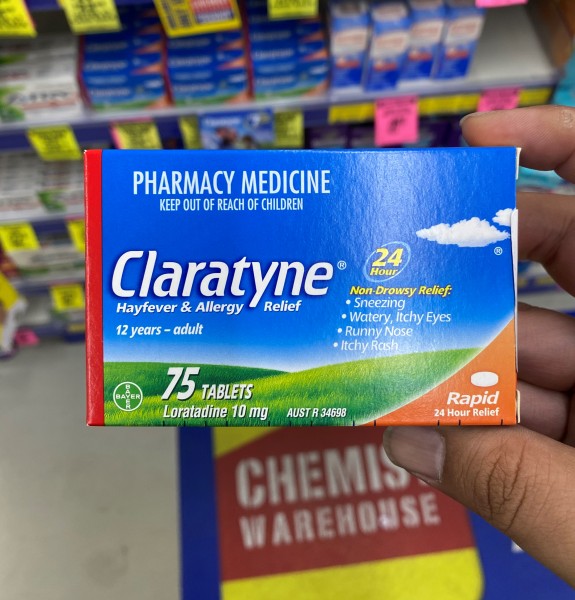 PHARMACY MEDICINE
KEEP OUT OF REACH OF CHILDREN
Claratyne®
Hayfever & Allergy Relief
12 years – adult
24
Hour
®
Non-Drowsy Relief:
• Sneezing
• Watery, Itchy Eyes
• Runny Nose
• Itchy Rash
75 TABLETS
Loratadine 10 mg AUST R 34698
BAYER
BAYER
Rapid
24 Hour Relief
WAREHOUSE